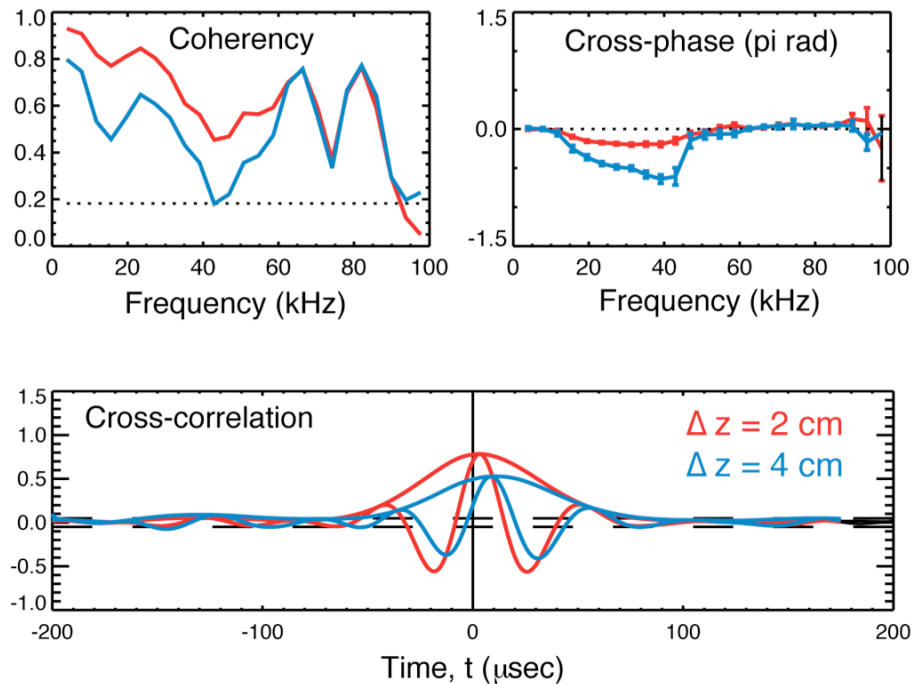 Coherency
1.0
0.8
0.6
0.4
0.2
0.0
0 20 40 60 80 100
Frequency (kHz)
Cross-phase (pi rad)
1.5
0.0
-1.5
0 20 40 60 80 100
Frequency (kHz)
Cross-correlation
Δ z = 2 cm
Δ z = 4 cm
1.5
1.0
0.5
0.0
-0.5
-1.0
-200 -100 0 100 200
Time, t (μsec)